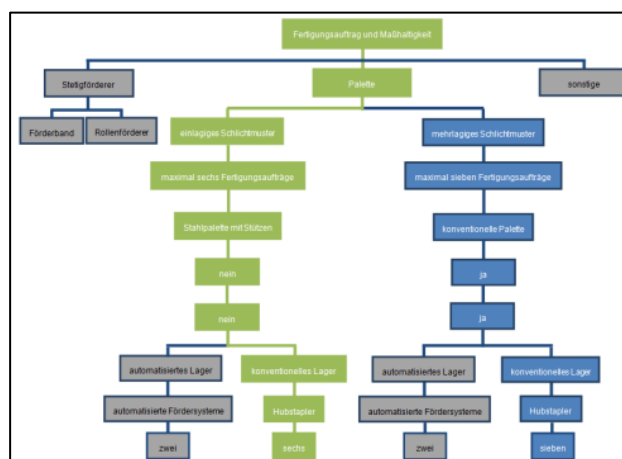 Fertigungsauftrag und Maßhaltigkeit
Stetigförderer
Palette
sonstige
Förderband
Rollenförderer
einlagiges Schlichtmuster
mehrlagiges Schlichtmuster
maximal sechs Fertigungsaufträge
maximal sieben Fertigungsaufträge
Stahlpalette mit Stützen
konventionelle Palette
nein
ja
nein
ja
automatisiertes Lager
konventionelles Lager
automatisiertes Lager
konventionelles Lager
automatisierte Fördersysteme
Hubstapler
automatisierte Fördersysteme
Hubstapler
zwei
sechs
zwei
sieben